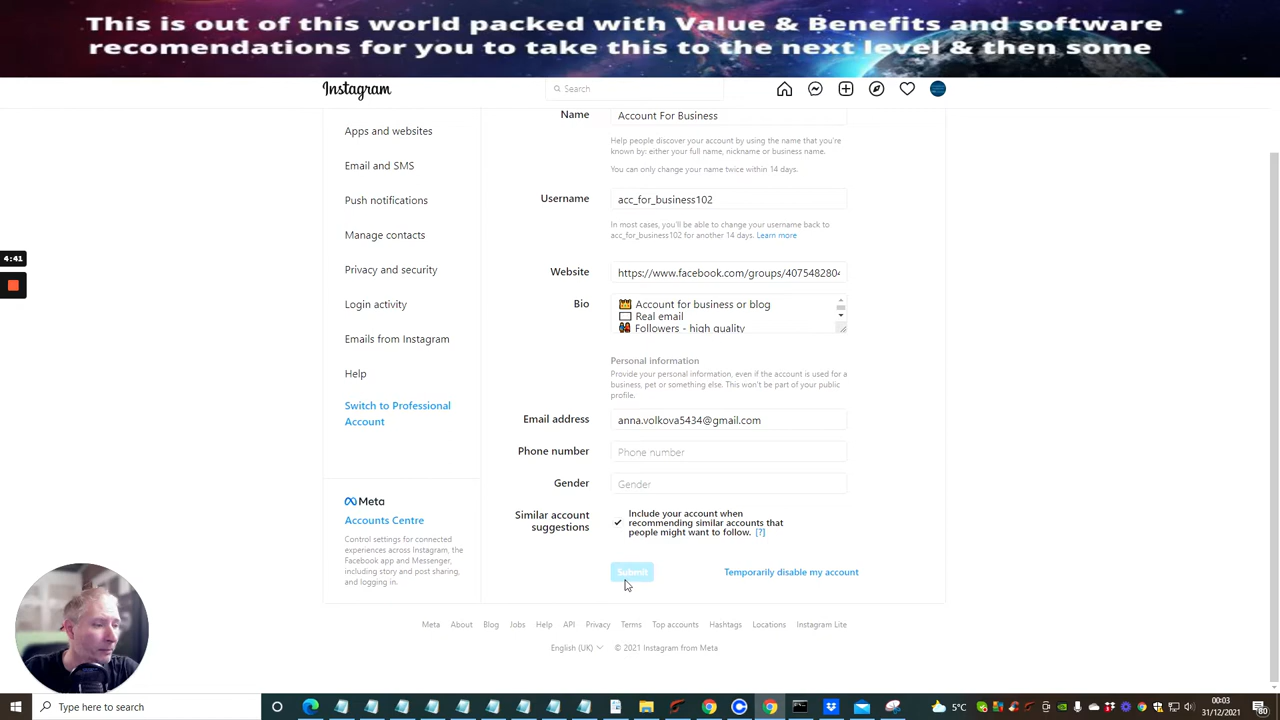 This is out of this world packed with Value & Benefits and software
recomendations for you to take this to the next level & then some
Instagram
Search
Apps and websites
Email and SMS
Push notifications
Manage contacts
Privacy and security
Login activity
Emails from Instagram
Help
Switch to Professional
Account
Meta
Accounts Centre
Control settings for connected
experiences across Instagram, the
Facebook app and Messenger,
including story and post sharing,
and logging in.
Name
Account For Business
Help people discover your account by using the name that you're
known by: either your full name, nickname or business name.
You can only change your name twice within 14 days.
Username
acc_for_business102
In most cases, you'll be able to change your username back to
acc_for_business102 for another 14 days. Learn more
Website
https://www.facebook.com/groups/4075482804
Bio
Account for business or blog
Real email
Followers - high quality
Personal information
Provide your personal information, even if the account is used for a
business, pet or something else. This won't be part of your public
profile.
Email address
anna.volkova5434@gmail.com
Phone number
Phone number
Gender
Gender
Similar account
suggestions
Include your account when
recommending similar accounts that
people might want to follow. [?]
Submit
Temporarily disable my account
Meta About Blog Jobs Help API Privacy Terms Top accounts Hashtags Locations Instagram Lite
English (UK) © 2021 Instagram from Meta
4:41
Type here to search
5°C
00:03
31/12/2021